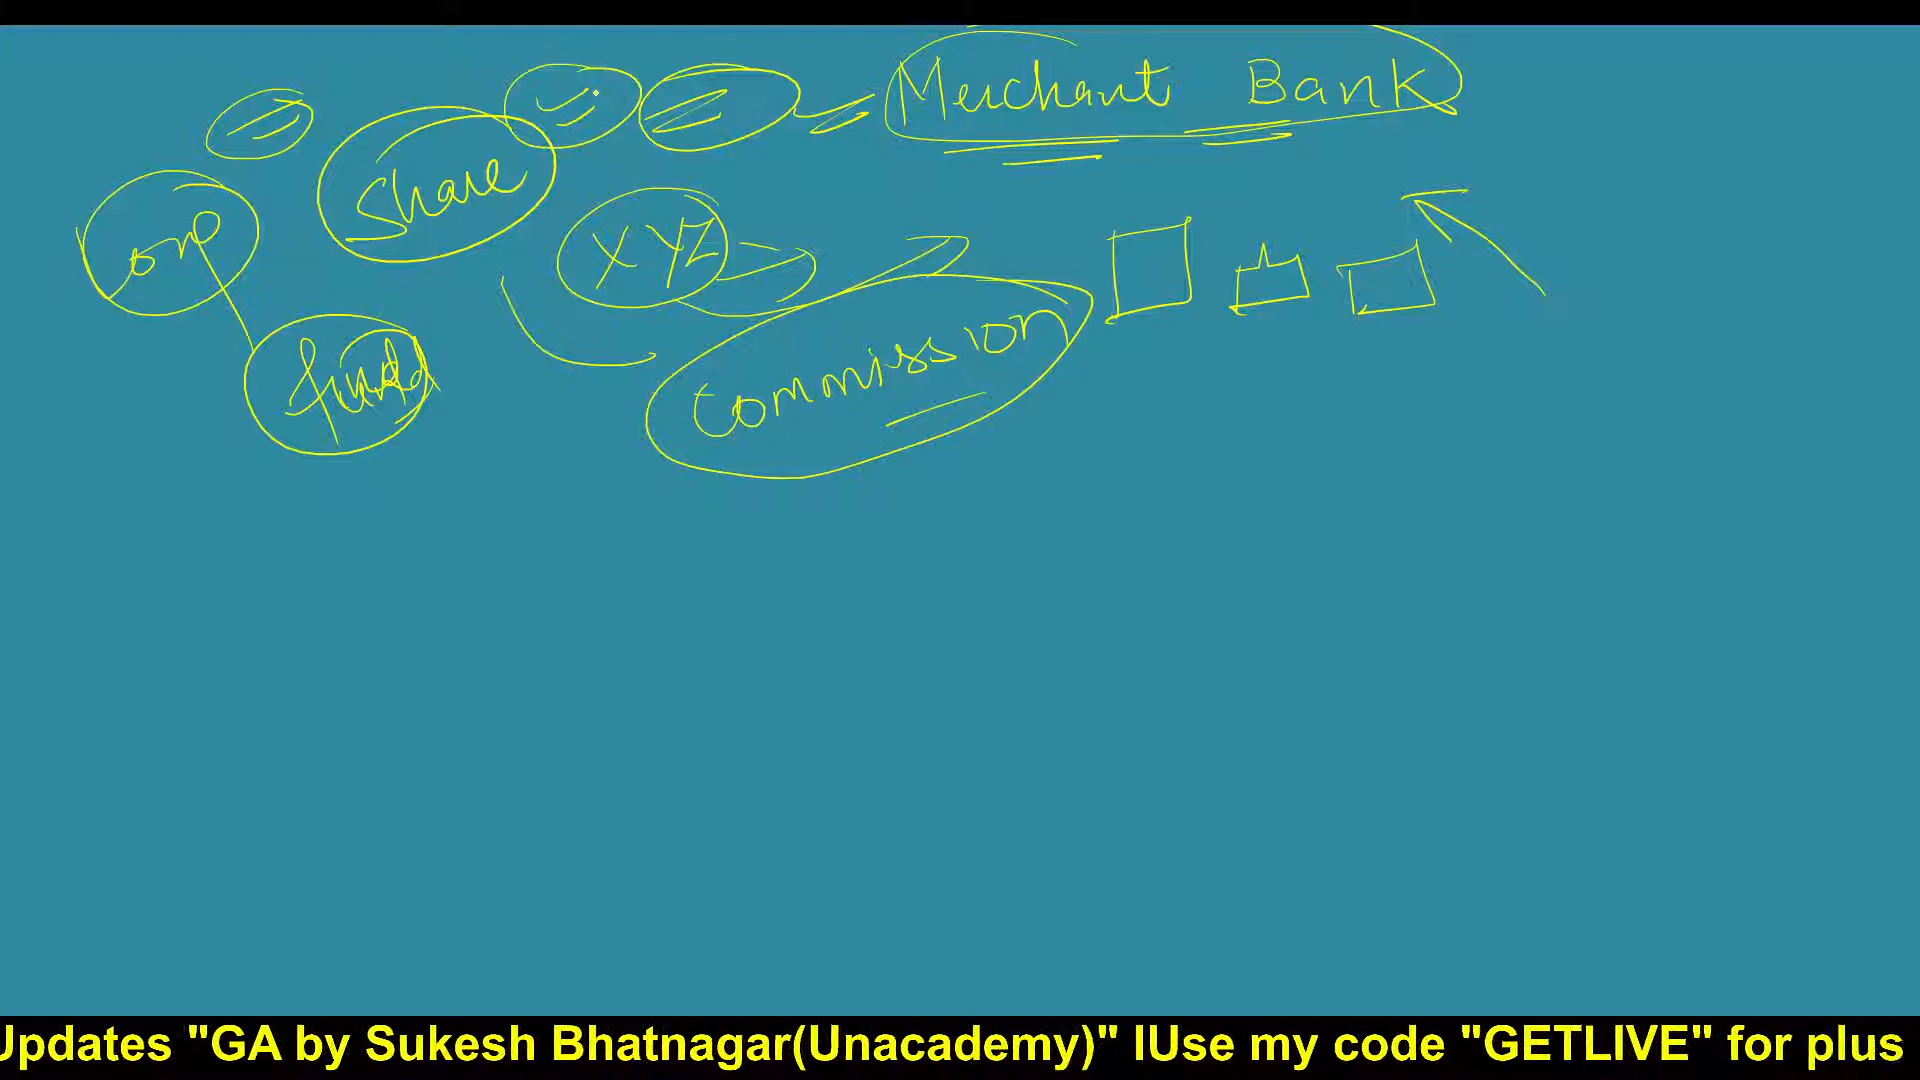 Merchant Bank
Share
XYZ
Commission
fund
Updates "GA by Sukesh Bhatnagar(Unacademy)" IUse my code "GETLIVE" for plus